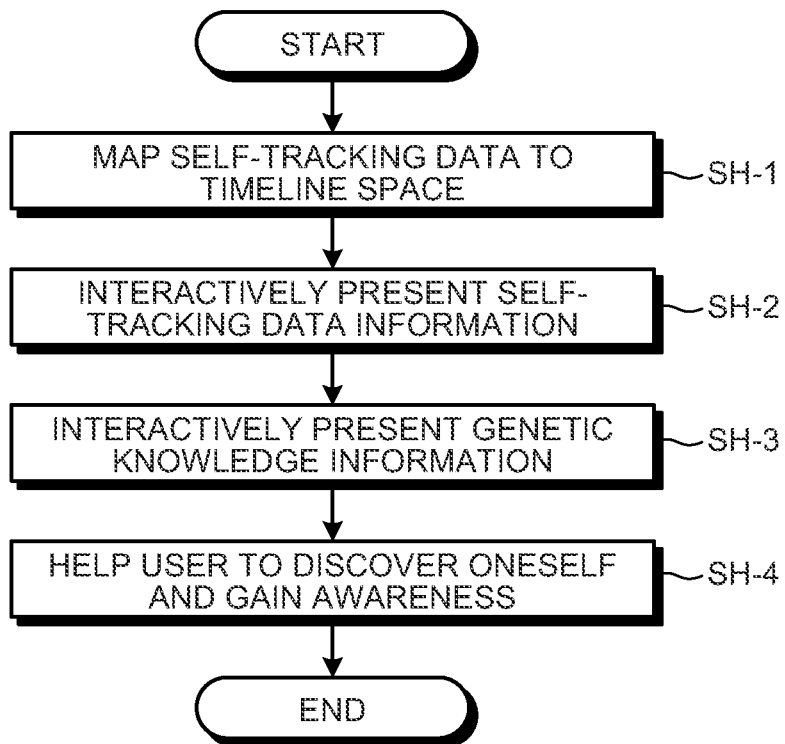 START
MAP SELF-TRACKING DATA TO
TIMELINE SPACE
SH-1
INTERACTIVELY PRESENT SELF-
TRACKING DATA INFORMATION
SH-2
INTERACTIVELY PRESENT GENETIC
KNOWLEDGE INFORMATION
SH-3
HELP USER TO DISCOVER ONESELF
AND GAIN AWARENESS
SH-4
END